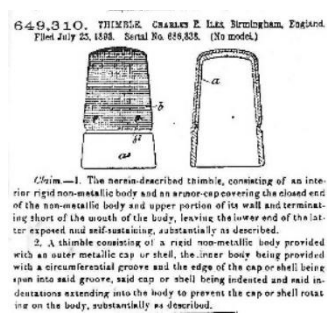 649,310. THIMBLE. CHARLES P. ILES, Birmingham, England.
Filed July 25, 1898. Serial No. 686,838. (No model.)
a
b
b'
a'
Claim.—1. The herein-described thimble, consisting of an inte-
rior rigid non-metallic body and an armor-cap covering the closed end
of the non-metallic body and upper portion of its wall and terminat-
ing short of the mouth of the body, leaving the lower end of the lat-
ter exposed and self-sustaining, substantially as described.
2. A thimble consisting of a rigid non-metallic body provided
with an outer metallic cap or shell, the inner body being provided
with a circumferential groove and the edge of the cap or shell being
spun into said groove, said cap or shell being indented and said in-
dentations extending into the body to prevent the cap or shell rotat
ing on the body, substantially as described.